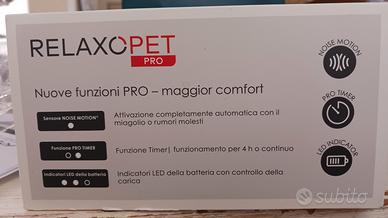 RELAXOPET
PRO
Nuove funzioni PRO – maggior comfort
Sensore NOISE MOTION®
Attivazione completamente automatica con il
miagolio o rumori molesti
Funzione PRO TIMER
Funzione Timer| funzionamento per 4 h o continuo
Indicatori LED della batteria
Indicatori LED della batteria con controllo della
carica
NOISE MOTION
PRO TIMER
LED INDICATOR
subito